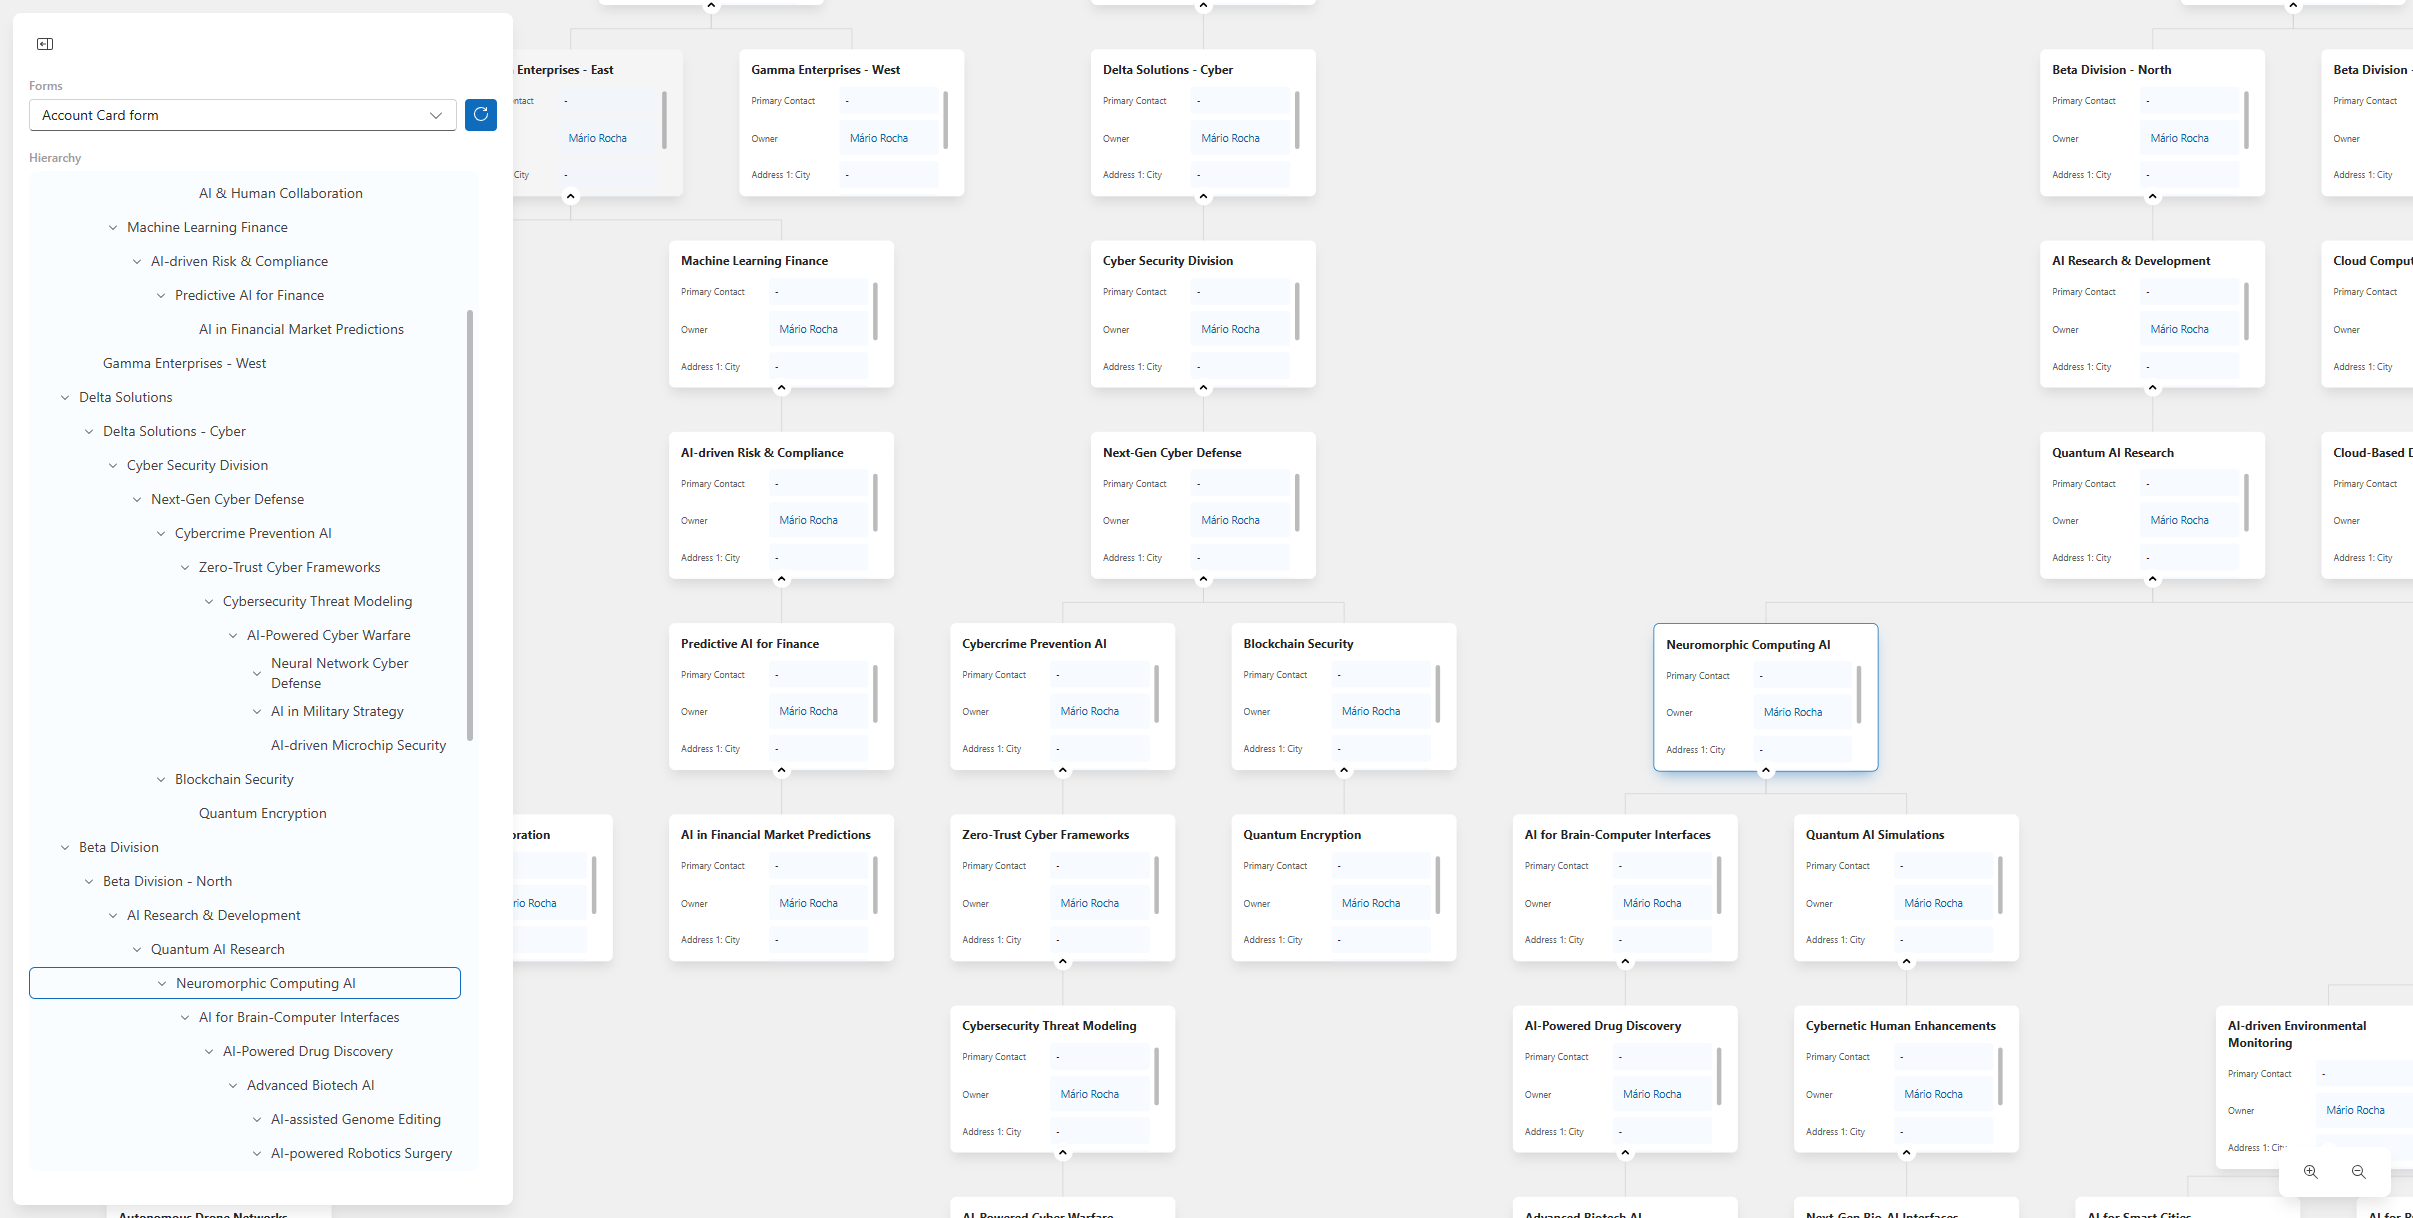 Forms
Account Card form
Hierarchy
AI & Human Collaboration
Machine Learning Finance
AI-driven Risk & Compliance
Predictive AI for Finance
AI in Financial Market Predictions
Gamma Enterprises - West
Delta Solutions
Delta Solutions - Cyber
Cyber Security Division
Next-Gen Cyber Defense
Cybercrime Prevention AI
Zero-Trust Cyber Frameworks
Cybersecurity Threat Modeling
AI-Powered Cyber Warfare
Neural Network Cyber
Defense
AI in Military Strategy
AI-driven Microchip Security
Blockchain Security
Quantum Encryption
Beta Division
Beta Division - North
AI Research & Development
Quantum AI Research
Neuromorphic Computing AI
AI for Brain-Computer Interfaces
AI-Powered Drug Discovery
Advanced Biotech AI
AI-assisted Genome Editing
AI-powered Robotics Surgery
Enterprises - East
-
Mário Rocha
City -
Gamma Enterprises - West
Primary Contact -
Owner Mário Rocha
Address 1: City -
Delta Solutions - Cyber
Primary Contact -
Owner Mário Rocha
Address 1: City -
Beta Division - North
Primary Contact -
Owner Mário Rocha
Address 1: City -
Beta Division -
Primary Contact
Owner
Address 1: City
Machine Learning Finance
Primary Contact -
Owner Mário Rocha
Address 1: City -
Cyber Security Division
Primary Contact -
Owner Mário Rocha
Address 1: City -
AI Research & Development
Primary Contact -
Owner Mário Rocha
Address 1: City -
Cloud
Primary Contact
Owner
Address 1: City
AI-driven Risk & Compliance
Primary Contact -
Owner Mário Rocha
Address 1: City -
Next-Gen Cyber Defense
Primary Contact -
Owner Mário Rocha
Address 1: City -
Quantum AI Research
Primary Contact -
Owner Mário Rocha
Address 1: City -
Cloud-Based
Primary Contact
Owner
Address 1: City
Predictive AI for Finance
Primary Contact -
Owner Mário Rocha
Address 1: City -
Cybercrime Prevention AI
Primary Contact -
Owner Mário Rocha
Address 1: City -
Blockchain Security
Primary Contact -
Owner Mário Rocha
Address 1: City -
Neuromorphic Computing AI
Primary Contact -
Owner Mário Rocha
Address 1: City -
Rocha
AI in Financial Market Predictions
Primary Contact -
Owner Mário Rocha
Address 1: City -
Zero-Trust Cyber Frameworks
Primary Contact -
Owner Mário Rocha
Address 1: City -
Quantum Encryption
Primary Contact -
Owner Mário Rocha
Address 1: City -
AI for Brain-Computer Interfaces
Primary Contact -
Owner Mário Rocha
Address 1: City -
Quantum AI Simulations
Primary Contact -
Owner Mário Rocha
Address 1: City -
Cybersecurity Threat Modeling
Primary Contact -
Owner Mário Rocha
Address 1: City -
AI-Powered Drug Discovery
Primary Contact -
Owner Mário Rocha
Address 1: City -
Cybernetic Human Enhancements
Primary Contact -
Owner Mário Rocha
Address 1: City -
AI-driven Environmental
Monitoring
Primary Contact -
Owner Mário Rocha
Address 1: City
Autonomous Drone Networks
AI-Powered Cyber Warfare
Advanced Biotech AI
Next-Gen Bio-AI Interfaces
AI for Smart Cities
AI for